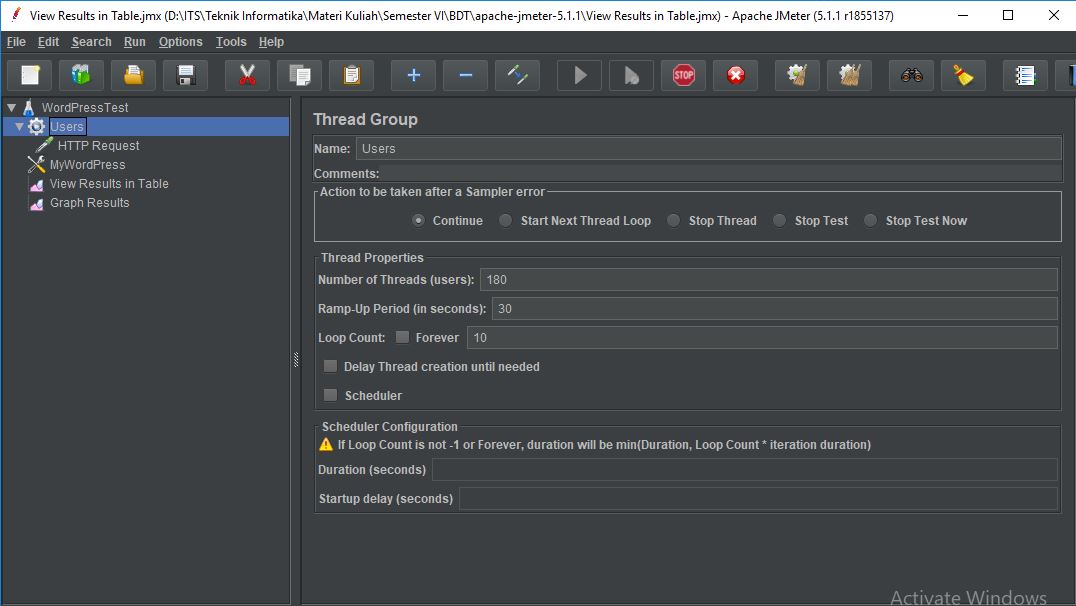 View Results in Table.jmx (D:\ITS\Teknik Informatika\Materi Kuliah\Semester VI\BDT\apache-jmeter-5.1.1\View Results in Table.jmx) - Apache JMeter (5.1.1 r1855137)
File Edit Search Run Options Tools Help
STOP
WordPressTest
Users
HTTP Request
MyWordPress
View Results in Table
Graph Results
Thread Group
Name: Users
Comments:
Action to be taken after a Sampler error
Continue Start Next Thread Loop Stop Thread Stop Test Stop Test Now
Thread Properties
Number of Threads (users): 180
Ramp-Up Period (in seconds): 30
Loop Count: Forever 10
Delay Thread creation until needed
Scheduler
Scheduler Configuration
If Loop Count is not -1 or Forever, duration will be min(Duration, Loop Count * iteration duration)
Duration (seconds)
Startup delay (seconds)
Activate Windows